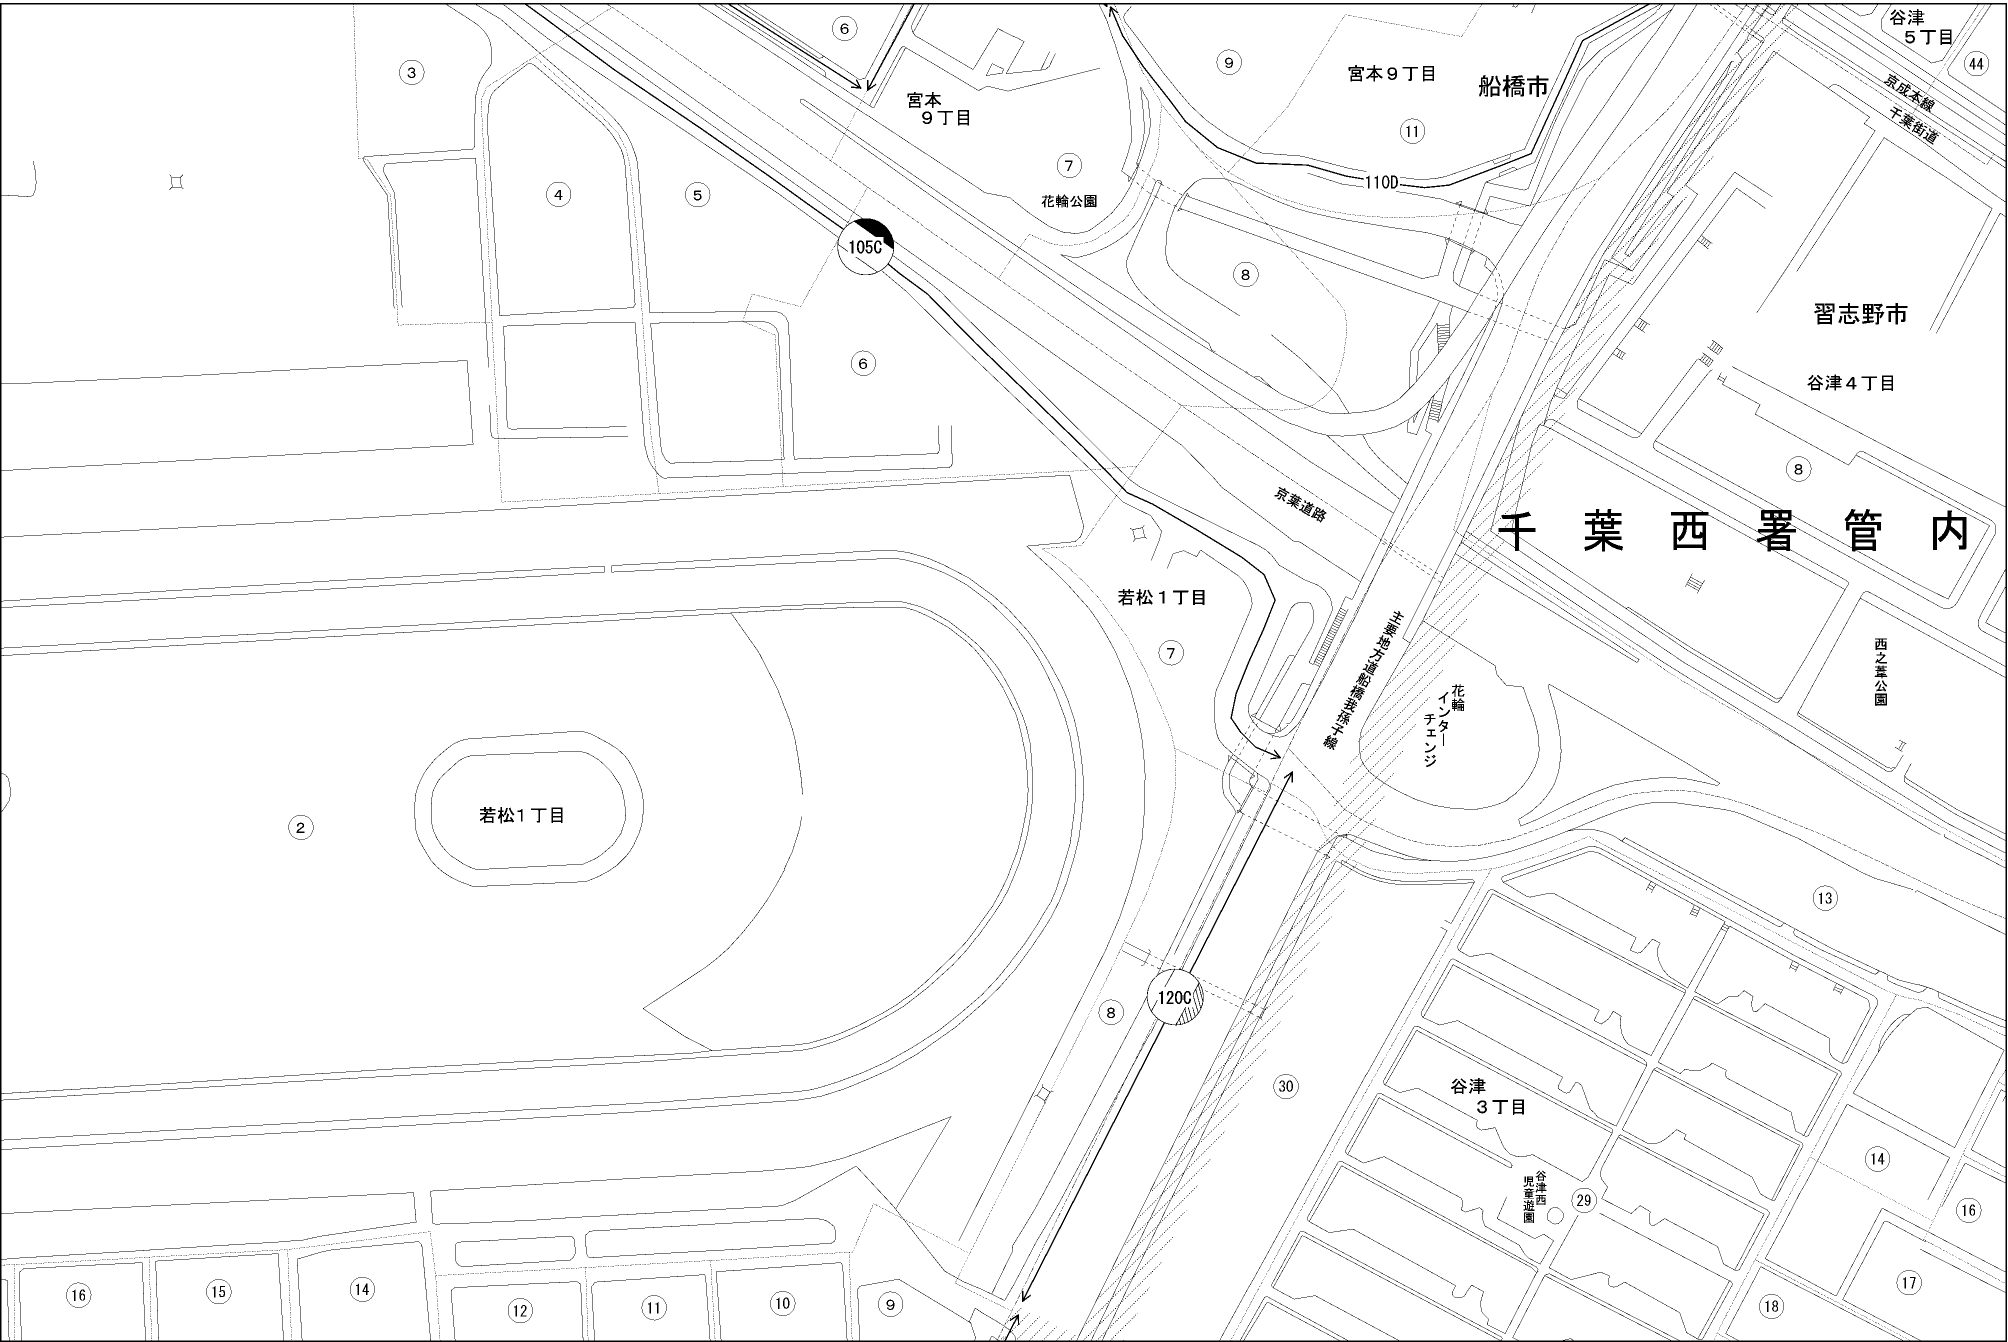 6
3
9
宮本9丁目
船橋市
谷津
5丁目
44
京成本線
千葉街道
宮本
9丁目
11
7
花輪公園
110D
4
5
105C
8
6
習志野市
谷津4丁目
8
京葉道路
千葉西署管内
若松1丁目
7
主要地方道船橋我孫子線
花輪
インター
チェンジ
西之葦公園
2
若松1丁目
13
120C
8
30
谷津
3丁目
14
谷津西
児童遊園
29
16
16
15
14
12
11
10
9
18
17